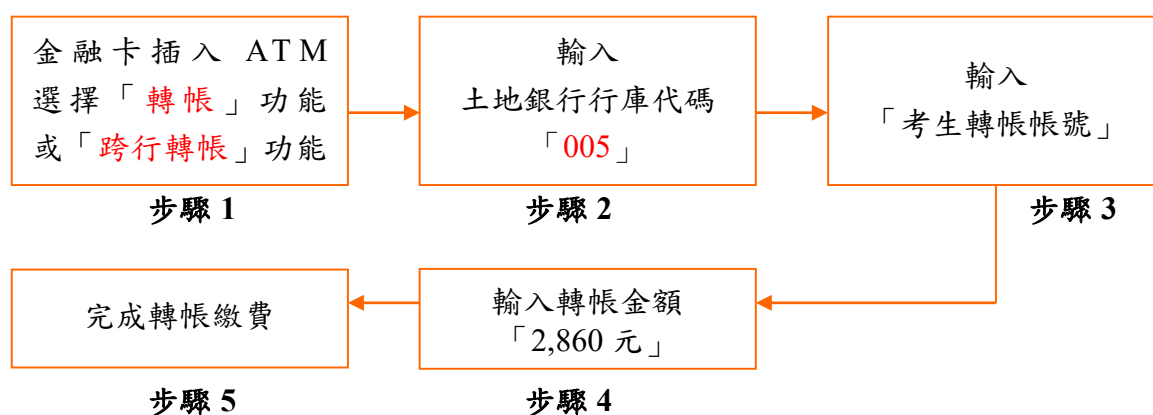 金融卡插入 ATM
選擇「轉帳」功能
或「跨行轉帳」功能
步驟 1
輸入
土地銀行行庫代碼
「005」
步驟 2
輸入
「考生轉帳帳號」
步驟 3
輸入轉帳金額
「2,860 元」
步驟 4
完成轉帳繳費
步驟 5